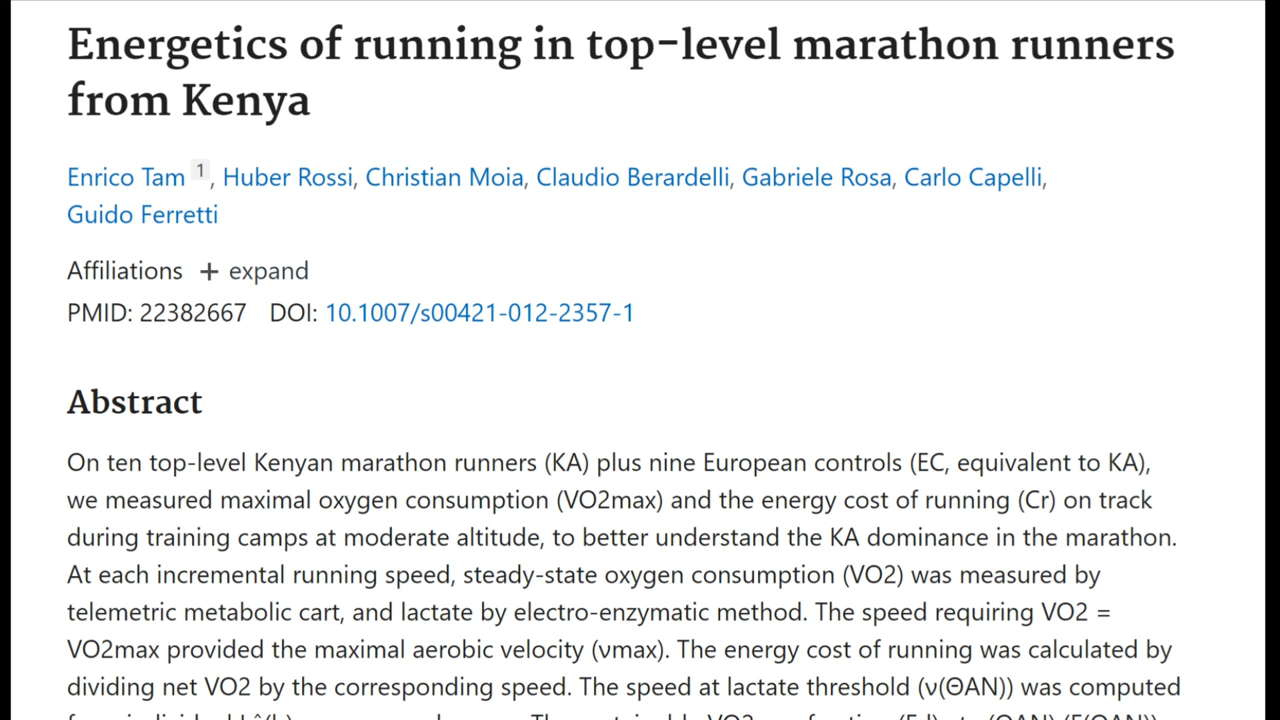 Energetics of running in top-level marathon runners
from Kenya
Enrico Tam 1, Huber Rossi, Christian Moia, Claudio Berardelli, Gabriele Rosa, Carlo Capelli,
Guido Ferretti
Affiliations + expand
PMID: 22382667 DOI: 10.1007/s00421-012-2357-1
Abstract
On ten top-level Kenyan marathon runners (KA) plus nine European controls (EC, equivalent to KA),
we measured maximal oxygen consumption (VO2max) and the energy cost of running (Cr) on track
during training camps at moderate altitude, to better understand the KA dominance in the marathon.
At each incremental running speed, steady-state oxygen consumption (VO2) was measured by
telemetric metabolic cart, and lactate by electro-enzymatic method. The speed requiring VO2 =
VO2max provided the maximal aerobic velocity (νmax). The energy cost of running was calculated by
dividing net VO2 by the corresponding speed. The speed at lactate threshold (ν(ΘAN)) was computed